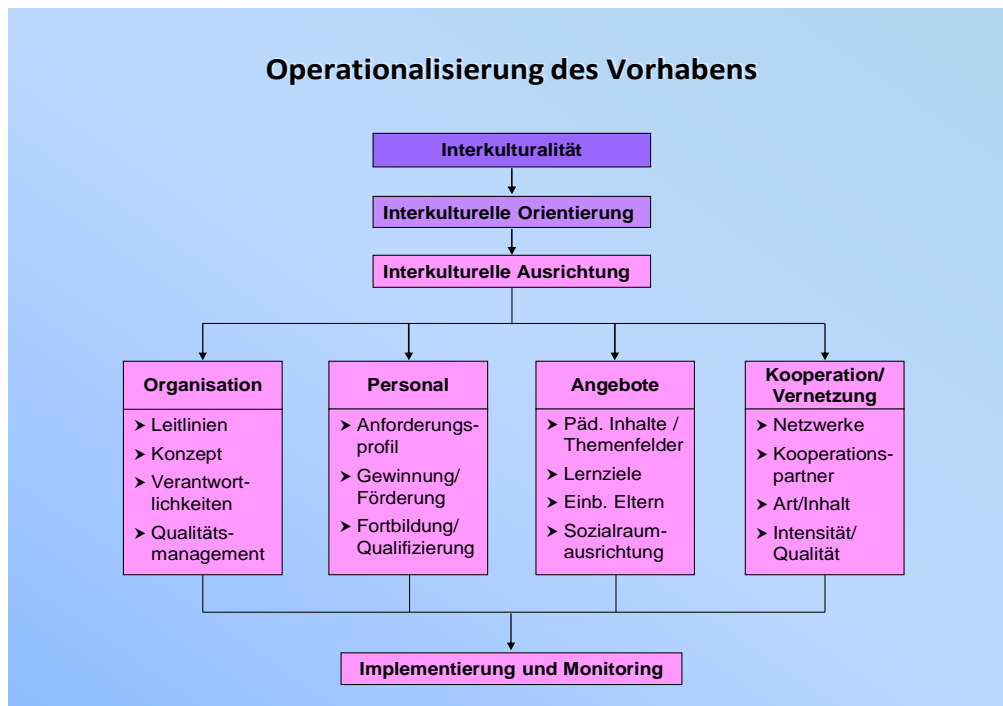 Operationalisierung des Vorhabens
Interkulturalität
Interkulturelle Orientierung
Interkulturelle Ausrichtung
Organisation
➤ Leitlinien
➤ Konzept
➤ Verantwort-
lichkeiten
➤ Qualitäts-
management
Personal
➤ Anforderungs-
profil
➤ Gewinnung/
Förderung
➤ Fortbildung/
Qualifizierung
Angebote
➤ Päd. Inhalte /
Themenfelder
➤ Lernziele
➤ Einb. Eltern
➤ Sozialraum-
ausrichtung
Kooperation/
Vernetzung
➤ Netzwerke
➤ Kooperations-
partner
➤ Art/Inhalt
➤ Intensität/
Qualität
Implementierung und Monitoring